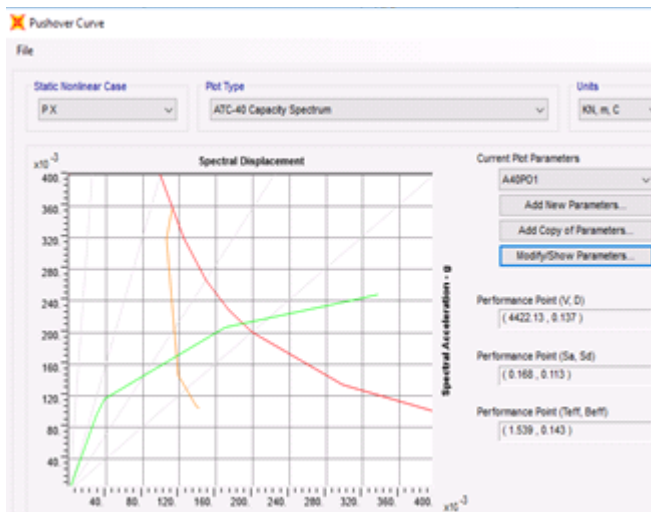 Pushover Curve
File
Static Nonlinear Case
Plot Type
Units
P X
ATC-40 Capacity Spectrum
KN, m, C
x10 -3
Spectral Displacement
Current Plot Parameters
400.
360.
320.
280.
240.
200.
160.
120.
80.
40.
Spectral Acceleration - g
A40PO1
Add New Parameters...
Add Copy of Parameters...
Modify/Show Parameters...
Performance Point (V, D)
( 4422.13 , 0.137 )
Performance Point (Sa, Sd)
( 0.168 , 0.113 )
Performance Point (Teff, Beff)
( 1.539 , 0.143 )
40. 80. 120. 160. 200. 240. 280. 320. 360. 400. x10 -3